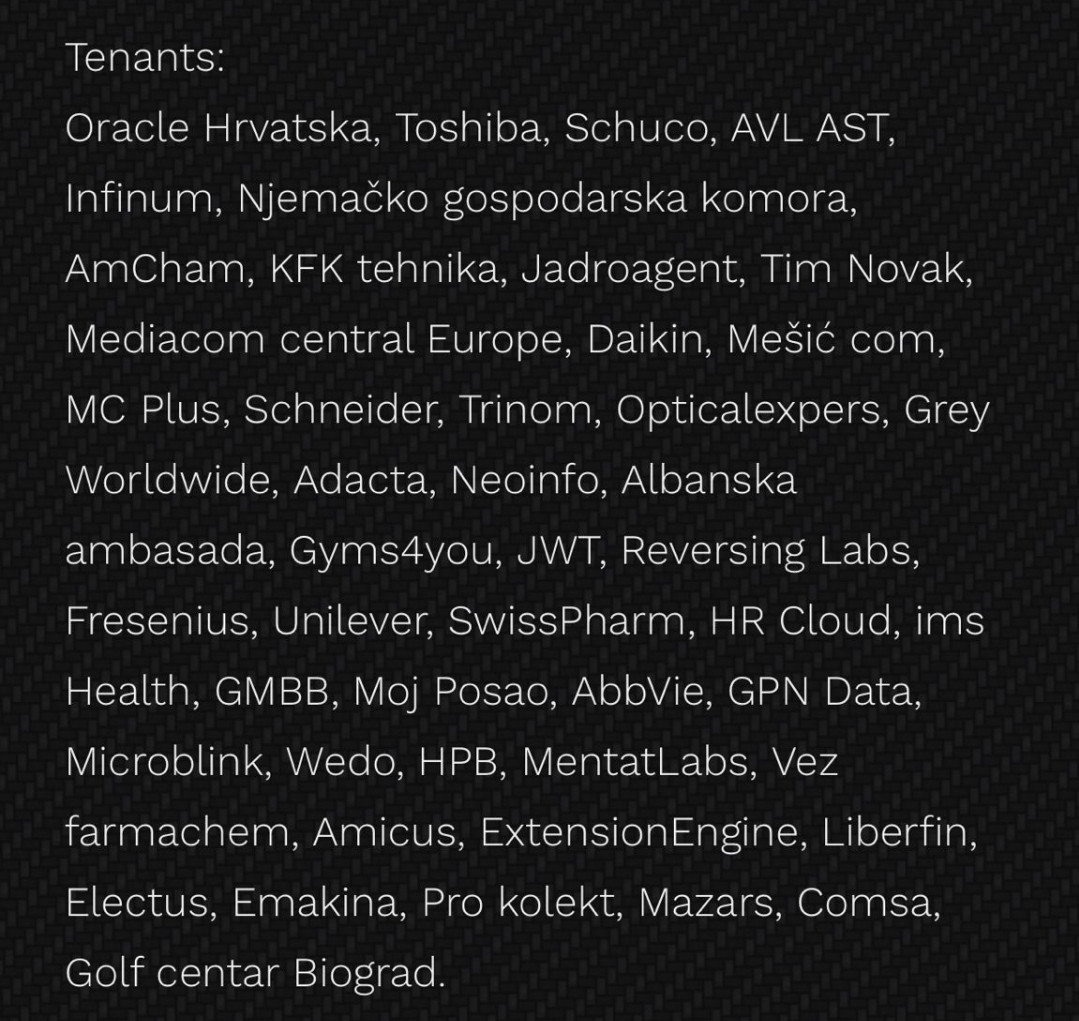 Tenants:
Oracle Hrvatska, Toshiba, Schuco, AVL AST,
Infinum, Njemačko gospodarska komora,
AmCham, KFK tehnika, Jadroagent, Tim Novak,
Mediacom central Europe, Daikin, Mešić com,
MC Plus, Schneider, Trinom, Opticalexpers, Grey
Worldwide, Adacta, Neoinfo, Albanska
ambasada, Gyms4you, JWT, Reversing Labs,
Fresenius, Unilever, SwissPharm, HR Cloud, ims
Health, GMBB, Moj Posao, AbbVie, GPN Data,
Microblink, Wedo, HPB, MentatLabs, Vez
farmachem, Amicus, ExtensionEngine, Liberfin,
Electus, Emakina, Pro kolekt, Mazars, Comsa,
Golf centar Biograd.